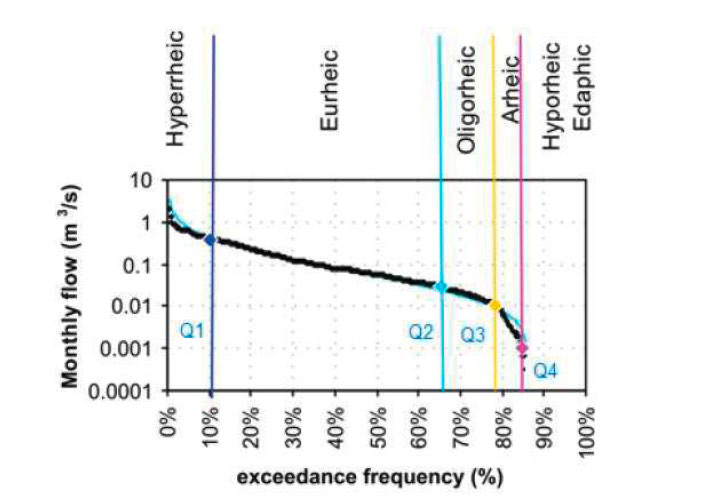 Hyperrheic
Eurheic
Oligorheic
Arheic
Hyporheic
Edaphic
Monthly flow (m ³/s)
10
1
0.1
0.01
0.001
0.0001
Q1
Q2
Q3
Q4
0%
10%
20%
30%
40%
50%
60%
70%
80%
90%
100%
exceedance frequency (%)